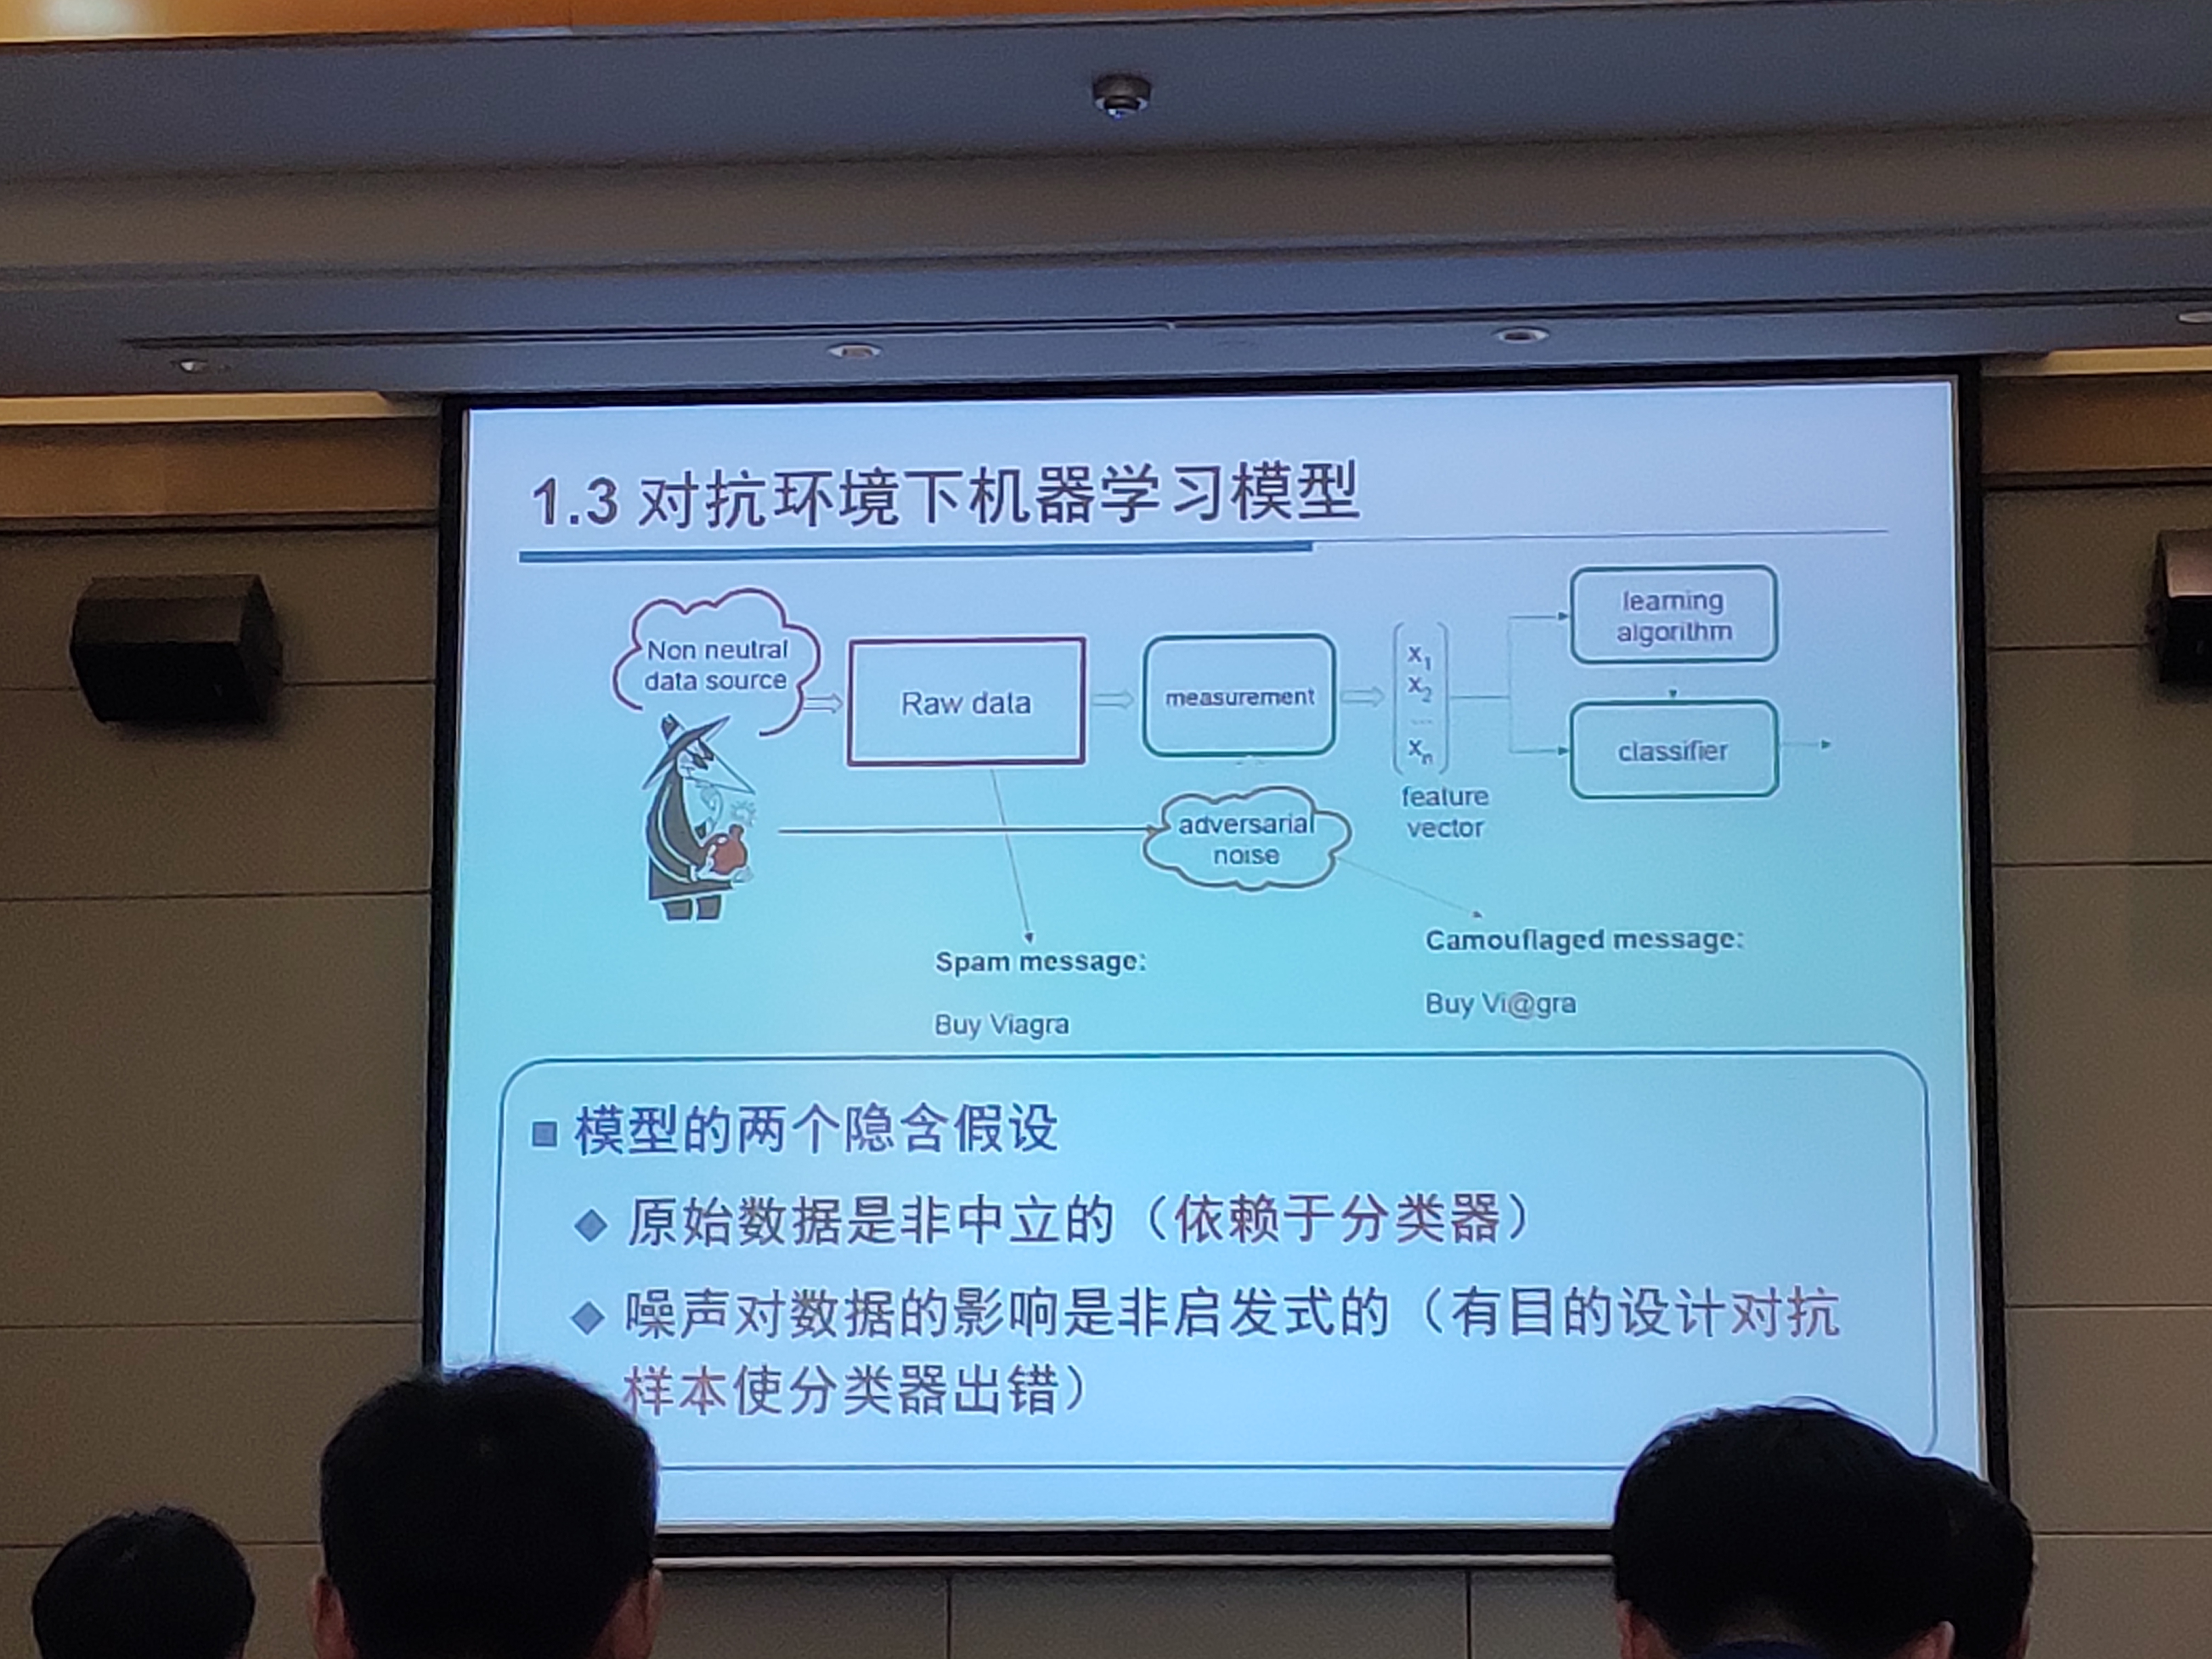 1.3 对抗环境下机器学习模型
Non neutral
data source
Raw data
measurement
x1
x2
...
xn
feature
vector
learning
algorithm
classifier
adversarial
noise
Spam message:
Buy Viagra
Camouflaged message:
Buy Vi@gra
模型的两个隐含假设
原始数据是非中立的（依赖于分类器）
噪声对数据的影响是非启发式的（有目的设计对抗
样本使分类器出错）